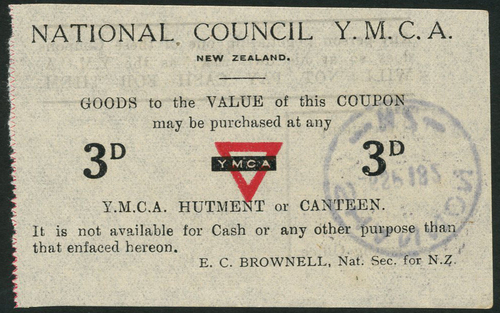 NATIONAL COUNCIL Y.M.C.A.
NEW ZEALAND.
GOODS to the VALUE of this COUPON
may be purchased at any
3D YMCA 3D
Y.M.C.A. HUTMENT or CANTEEN.
It is not available for Cash or any other purpose than
that enfaced hereon.
E. C. BROWNELL, Nat. Sec. for N.Z.